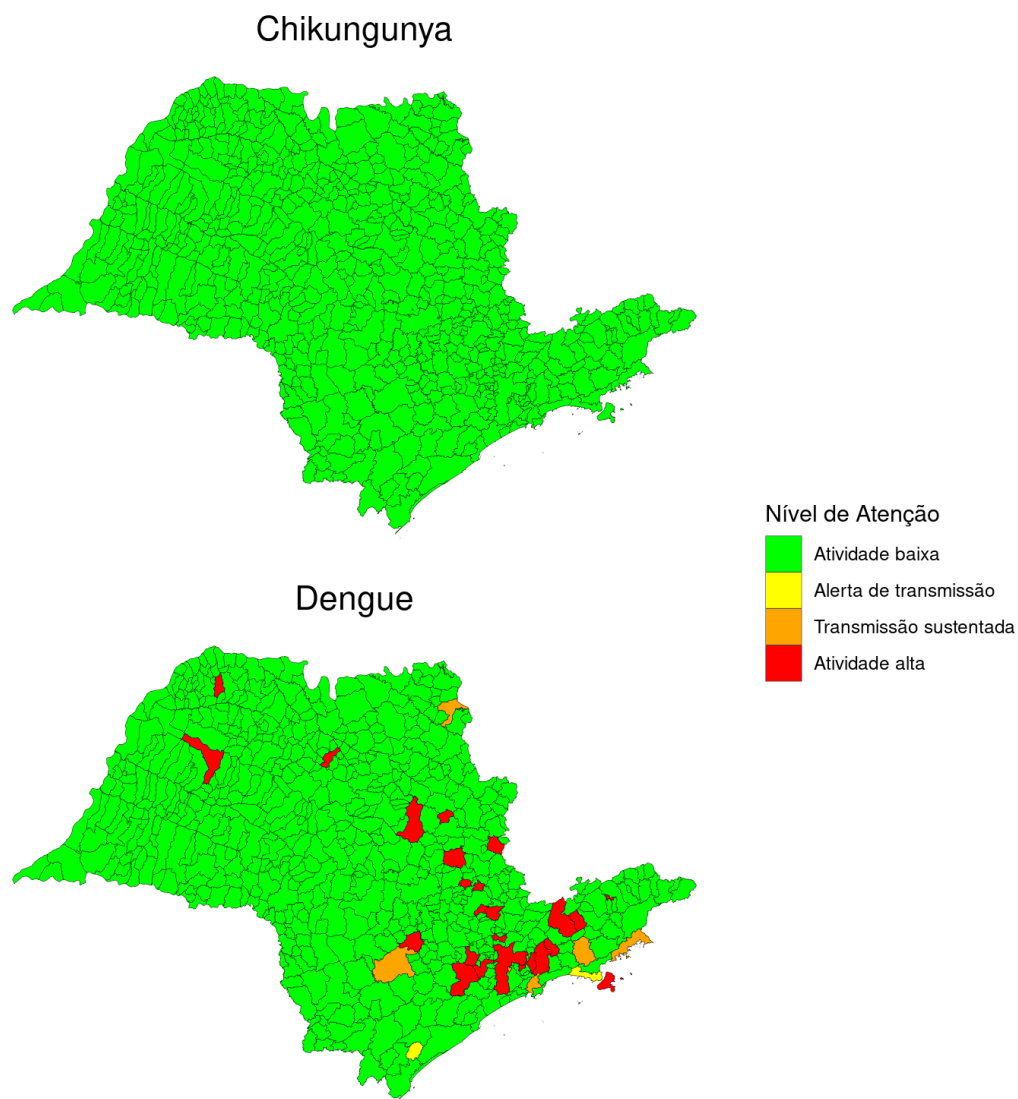 Chikungunya
Nível de Atenção
Atividade baixa
Alerta de transmissão
Transmissão sustentada
Atividade alta
Dengue